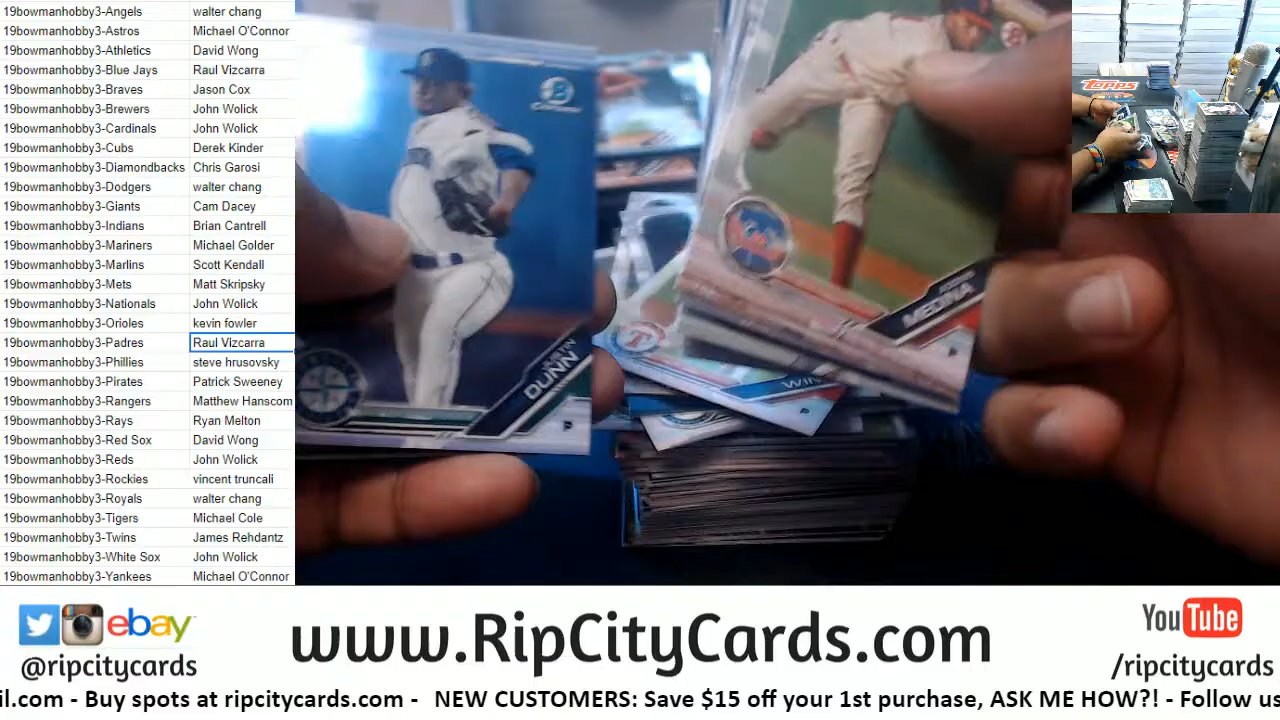 19bowmanhobby3-Angels walter chang
19bowmanhobby3-Astros Michael O'Connor
19bowmanhobby3-Athletics David Wong
19bowmanhobby3-Blue Jays Raul Vizcarra
19bowmanhobby3-Braves Jason Cox
19bowmanhobby3-Brewers John Wolick
19bowmanhobby3-Cardinals John Wolick
19bowmanhobby3-Cubs Derek Kinder
19bowmanhobby3-Diamondbacks Chris Garosi
19bowmanhobby3-Dodgers walter chang
19bowmanhobby3-Giants Cam Dacey
19bowmanhobby3-Indians Brian Cantrell
19bowmanhobby3-Mariners Michael Golder
19bowmanhobby3-Marlins Scott Kendall
19bowmanhobby3-Mets Matt Skripsky
19bowmanhobby3-Nationals John Wolick
19bowmanhobby3-Orioles kevin fowler
19bowmanhobby3-Padres Raul Vizcarra
19bowmanhobby3-Phillies steve hrusovsky
19bowmanhobby3-Pirates Patrick Sweeney
19bowmanhobby3-Rangers Matthew Hanscom
19bowmanhobby3-Rays Ryan Melton
19bowmanhobby3-Red Sox David Wong
19bowmanhobby3-Reds John Wolick
19bowmanhobby3-Rockies vincent truncali
19bowmanhobby3-Royals walter chang
19bowmanhobby3-Tigers Michael Cole
19bowmanhobby3-Twins James Rehdantz
19bowmanhobby3-White Sox John Wolick
19bowmanhobby3-Yankees Michael O'Connor
DUNN
P
MEDINA
WIN
P
Topps
ebay
@ripcitycards
www.RipCityCards.com
YouTube
/ripcitycards
il.com - Buy spots at ripcitycards.com - NEW CUSTOMERS: Save $15 off your 1st purchase, ASK ME HOW?! - Follow us